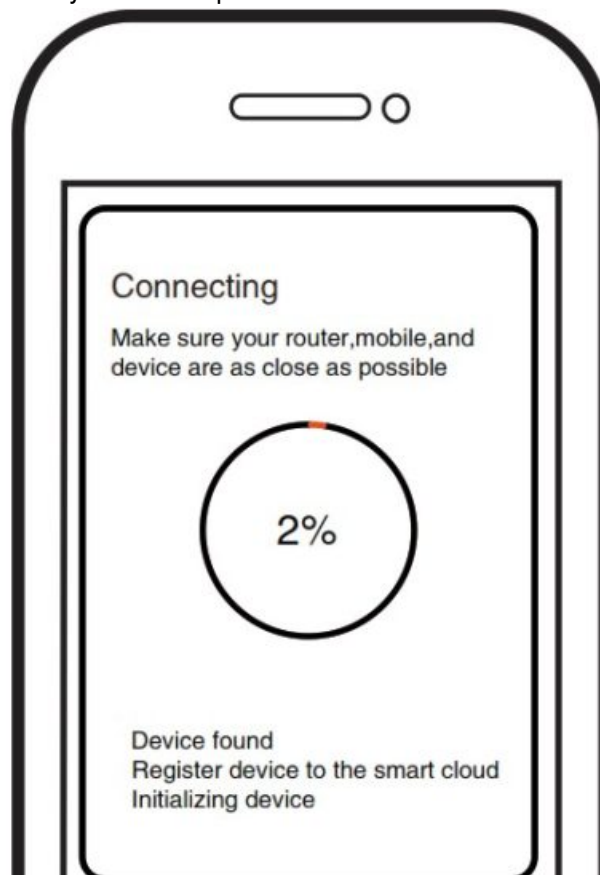 Connecting
Make sure your router,mobile,and
device are as close as possible
2%
Device found
Register device to the smart cloud
Initializing device